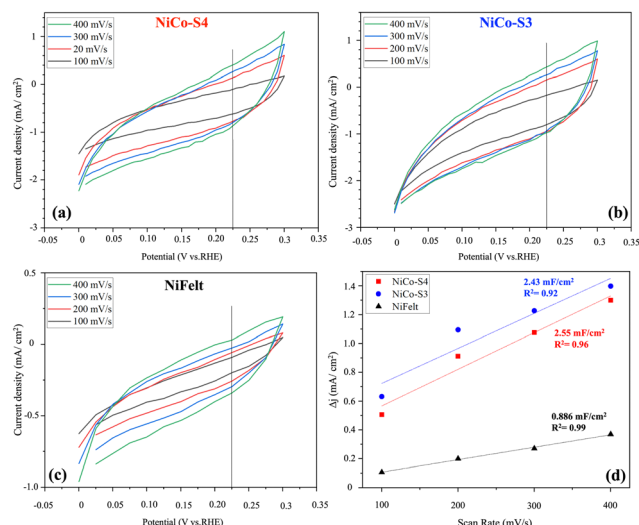 NiCo-S4
400 mV/s
300 mV/s
20 mV/s
100 mV/s
1
0
-1
-2
-3
Current density (mA/ cm²)
(a)
-0.05 0.00 0.05 0.10 0.15 0.20 0.25 0.30 0.35
Potential (V vs.RHE)
NiCo-S3
400 mV/s
300 mV/s
200 mV/s
100 mV/s
1
0
-1
-2
-3
Current density (mA/ cm²)
(b)
-0.05 0.00 0.05 0.10 0.15 0.20 0.25 0.30 0.35
Potential (V vs.RHE)
NiFelt
400 mV/s
300 mV/s
200 mV/s
100 mV/s
0.5
0.0
-0.5
-1.0
Current density (mA/ cm²)
(c)
-0.05 0.00 0.05 0.10 0.15 0.20 0.25 0.30 0.35
Potential (V vs.RHE)
NiCo-S4
NiCo-S3
NiFelt
2.43 mF/cm²
R²= 0.92
2.55 mF/cm²
R²= 0.96
0.886 mF/cm²
R²= 0.99
1.4
1.2
1.0
0.8
0.6
0.4
0.2
0
Δj (mA/ cm²)
(d)
100 200 300 400
Scan Rate (mV/s)